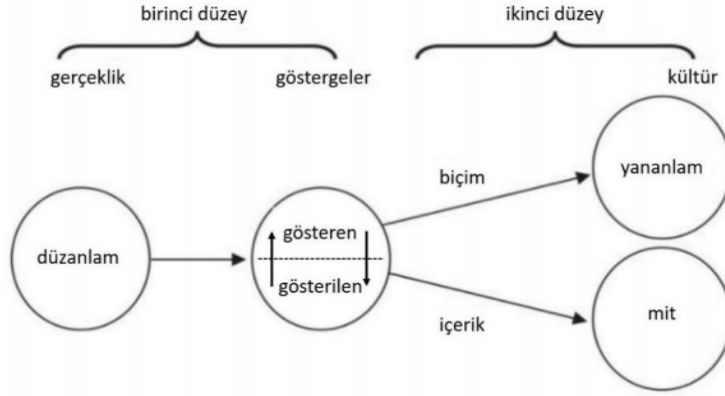 birinci düzey
ikinci düzey
gerçeklik
göstergeler
kültür
biçim
yananlam
düzanlam
gösteren
gösterilen
içerik
mit